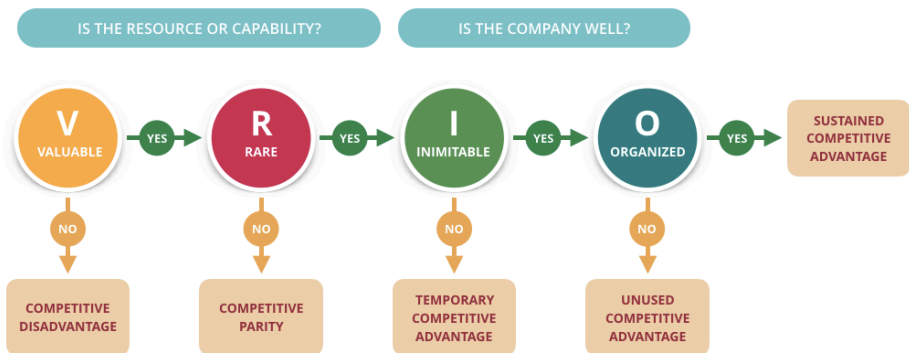 IS THE RESOURCE OR CAPABILITY?
IS THE COMPANY WELL?
V
VALUABLE
YES
R
RARE
YES
I
INIMITABLE
YES
O
ORGANIZED
YES
SUSTAINED
COMPETITIVE
ADVANTAGE
NO
NO
NO
NO
COMPETITIVE
DISADVANTAGE
COMPETITIVE
PARITY
TEMPORARY
COMPETITIVE
ADVANTAGE
UNUSED
COMPETITIVE
ADVANTAGE